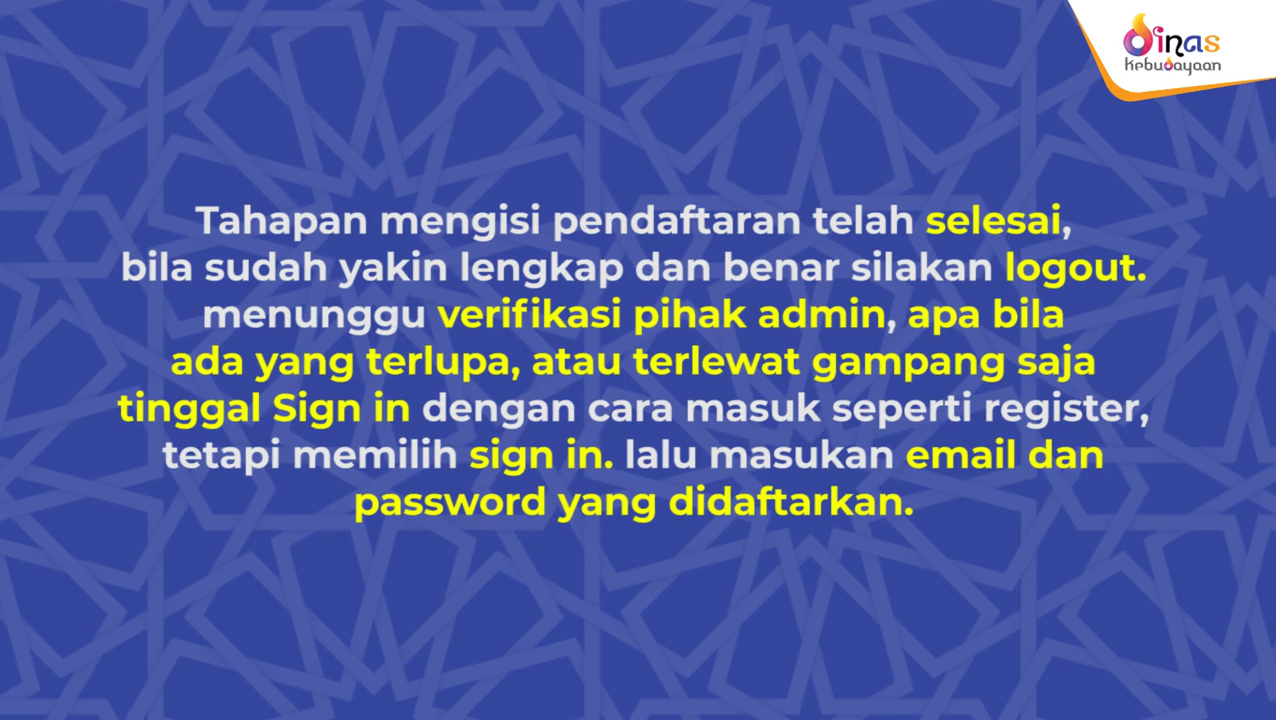 Dinas
kebudayaan
Tahapan mengisi pendaftaran telah selesai,
bila sudah yakin lengkap dan benar silakan logout.
menunggu verifikasi pihak admin, apa bila
ada yang terlupa, atau terlewat gampang saja
tinggal Sign in dengan cara masuk seperti register,
tetapi memilih sign in. lalu masukan email dan
password yang didaftarkan.